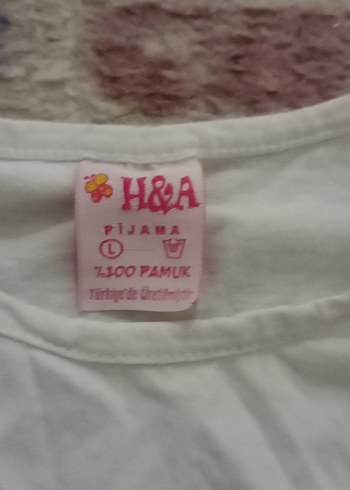 H&A
PİJAMA
L
%100 PAMUK
Türkiye'de Üretilmiştir